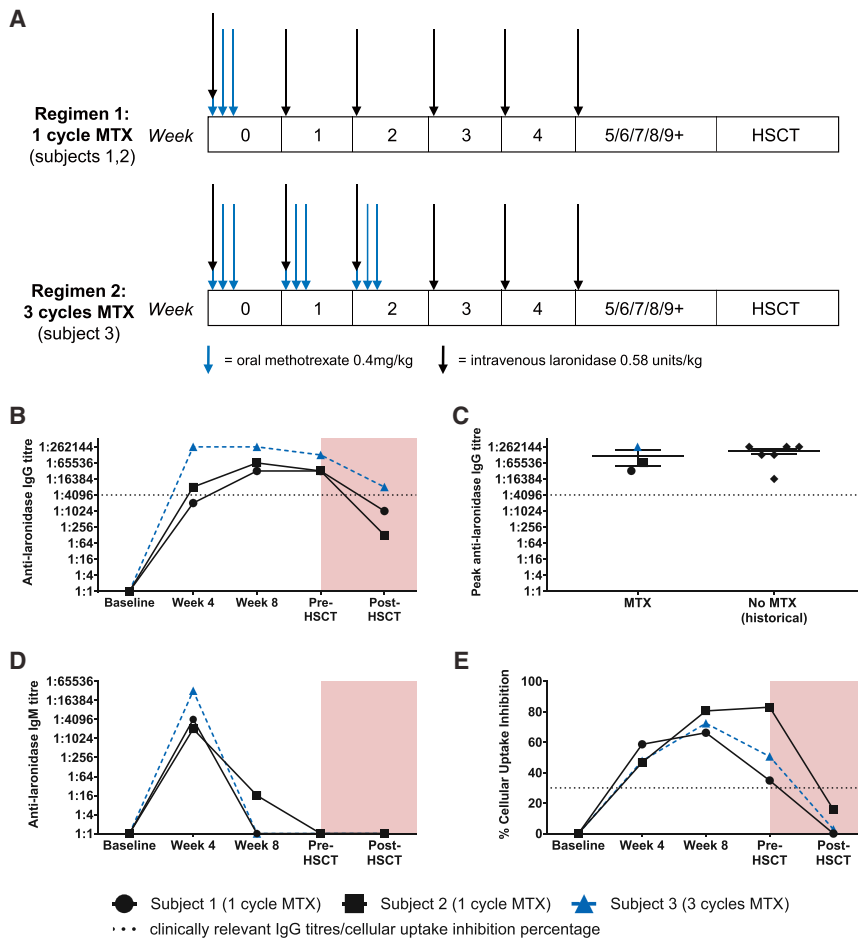 A
Regimen 1:
1 cycle MTX
(subjects 1,2)
Week 0 1 2 3 4 5/6/7/8/9+ HSCT
Regimen 2:
3 cycles MTX
(subject 3)
Week 0 1 2 3 4 5/6/7/8/9+ HSCT
= oral methotrexate 0.4mg/kg = intravenous laronidase 0.58 units/kg
B
Anti-laronidase IgG titre
1:262144
1:65536
1:16384
1:4096
1:1024
1:256
1:64
1:16
1:4
1:1
Baseline Week 4 Week 8 Pre-HSCT Post-HSCT
C
Peak anti-laronidase IgG titre
1:262144
1:65536
1:16384
1:4096
1:1024
1:256
1:64
1:16
1:4
1:1
MTX No MTX
(historical)
D
Anti-laronidase IgM titre
1:65536
1:16384
1:4096
1:1024
1:256
1:64
1:16
1:4
1:1
Baseline Week 4 Week 8 Pre-HSCT Post-HSCT
E
% Cellular Uptake Inhibition
100
80
60
40
20
0
Baseline Week 4 Week 8 Pre-HSCT Post-HSCT
Subject 1 (1 cycle MTX) Subject 2 (1 cycle MTX) Subject 3 (3 cycles MTX)
clinically relevant IgG titres/cellular uptake inhibition percentage